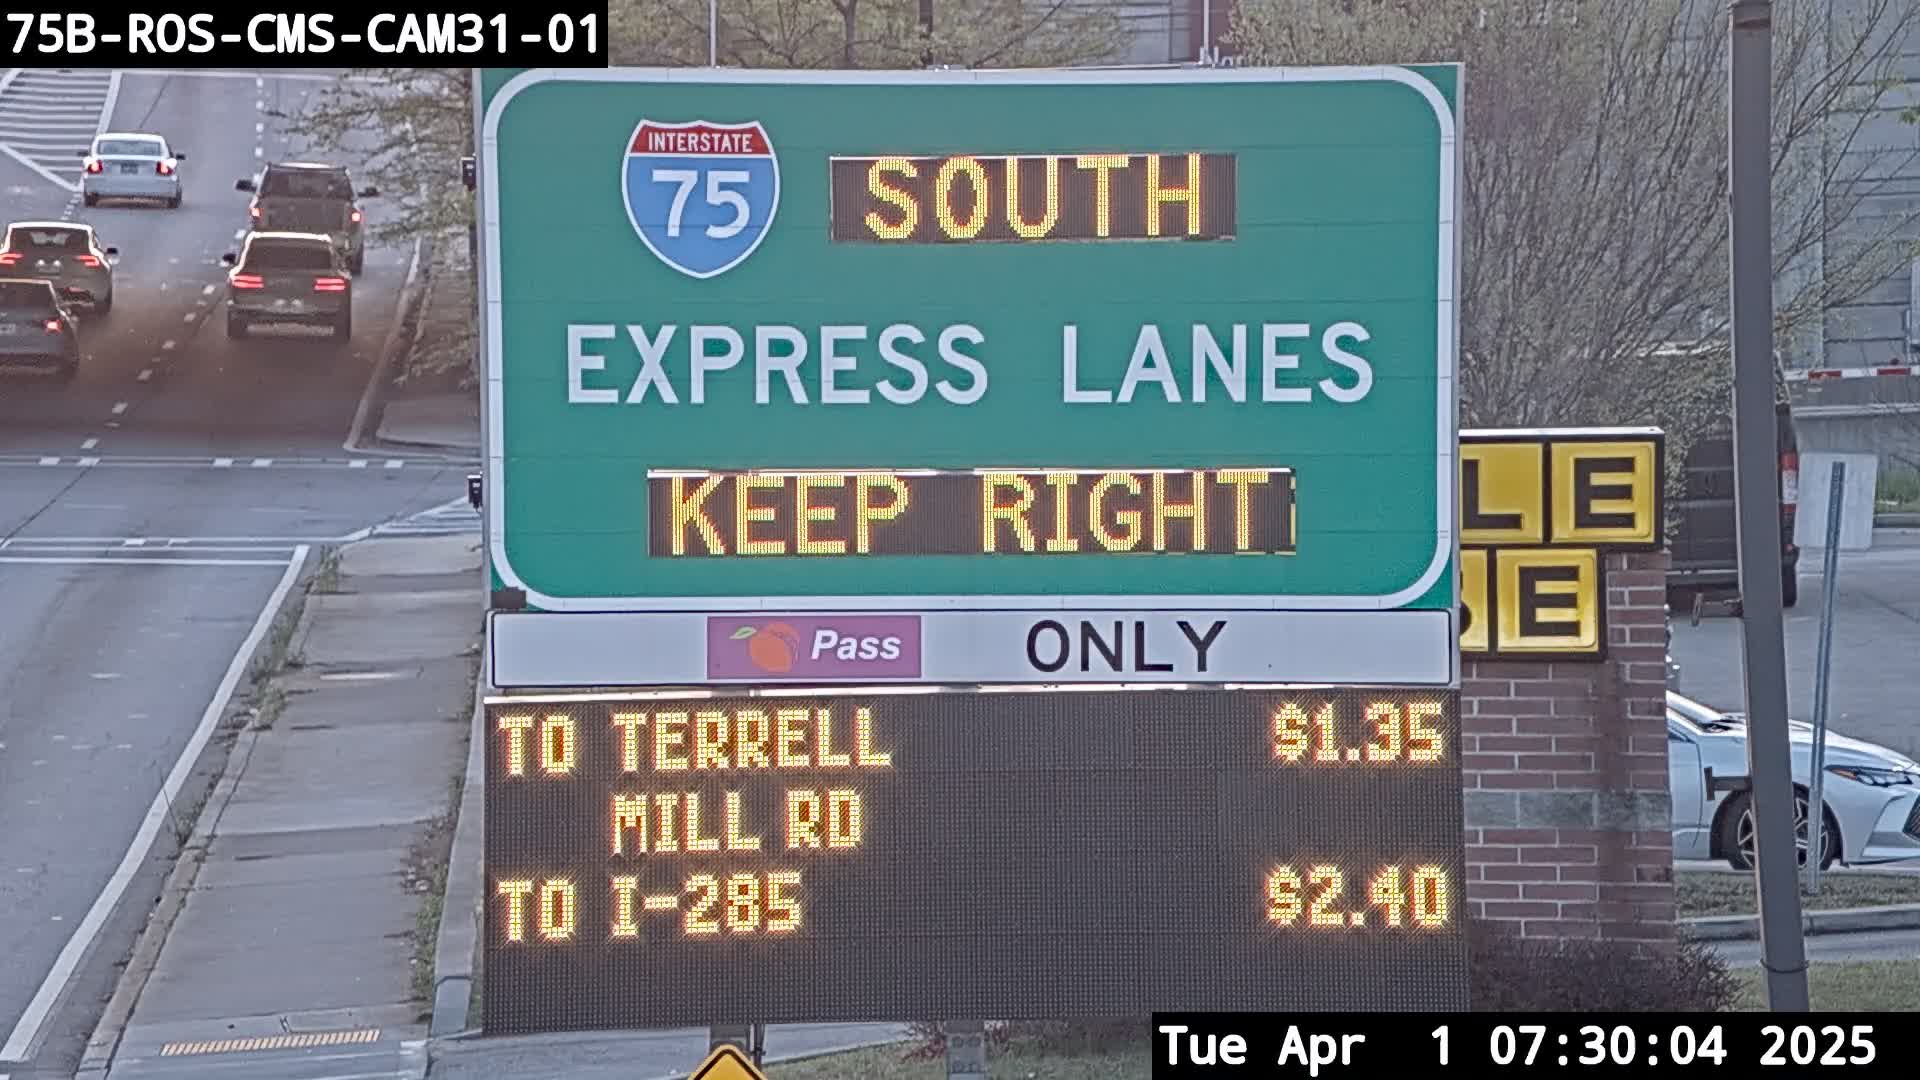 75B-ROS-CMS-CAM31-01
INTERSTATE
75
SOUTH
EXPRESS LANES
KEEP RIGHT
Pass ONLY
TO TERRELL $1.35
MILL RD
TO I-285 $2.40
LE
E
Tue Apr 1 07:30:04 2025